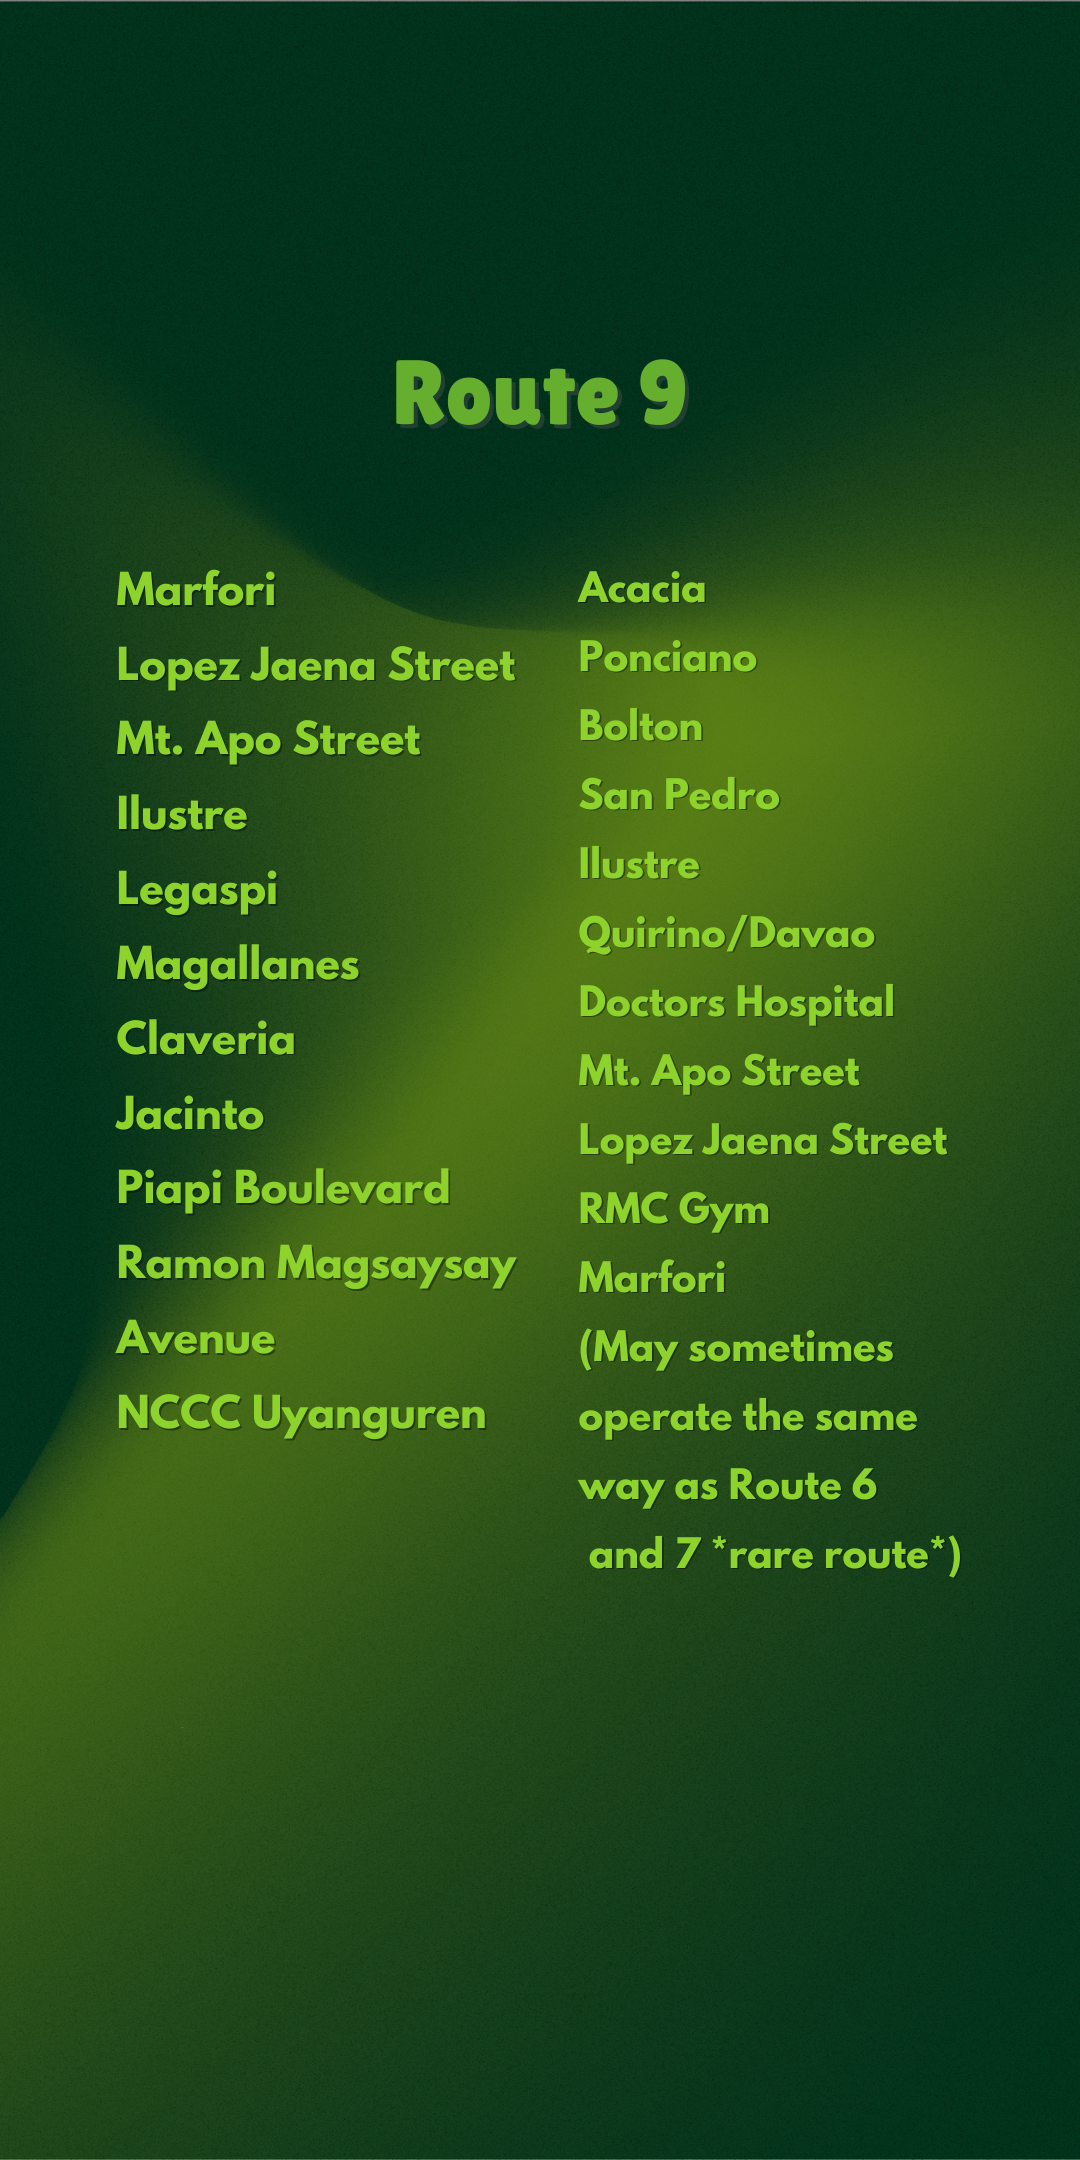 Route 9
Marfori
Lopez Jaena Street
Mt. Apo Street
Ilustre
Legaspi
Magallanes
Claveria
Jacinto
Piapi Boulevard
Ramon Magsaysay
Avenue
NCCC Uyanguren
Acacia
Ponciano
Bolton
San Pedro
Ilustre
Quirino/Davao
Doctors Hospital
Mt. Apo Street
Lopez Jaena Street
RMC Gym
Marfori
(May sometimes
operate the same
way as Route 6
and 7 *rare route*)